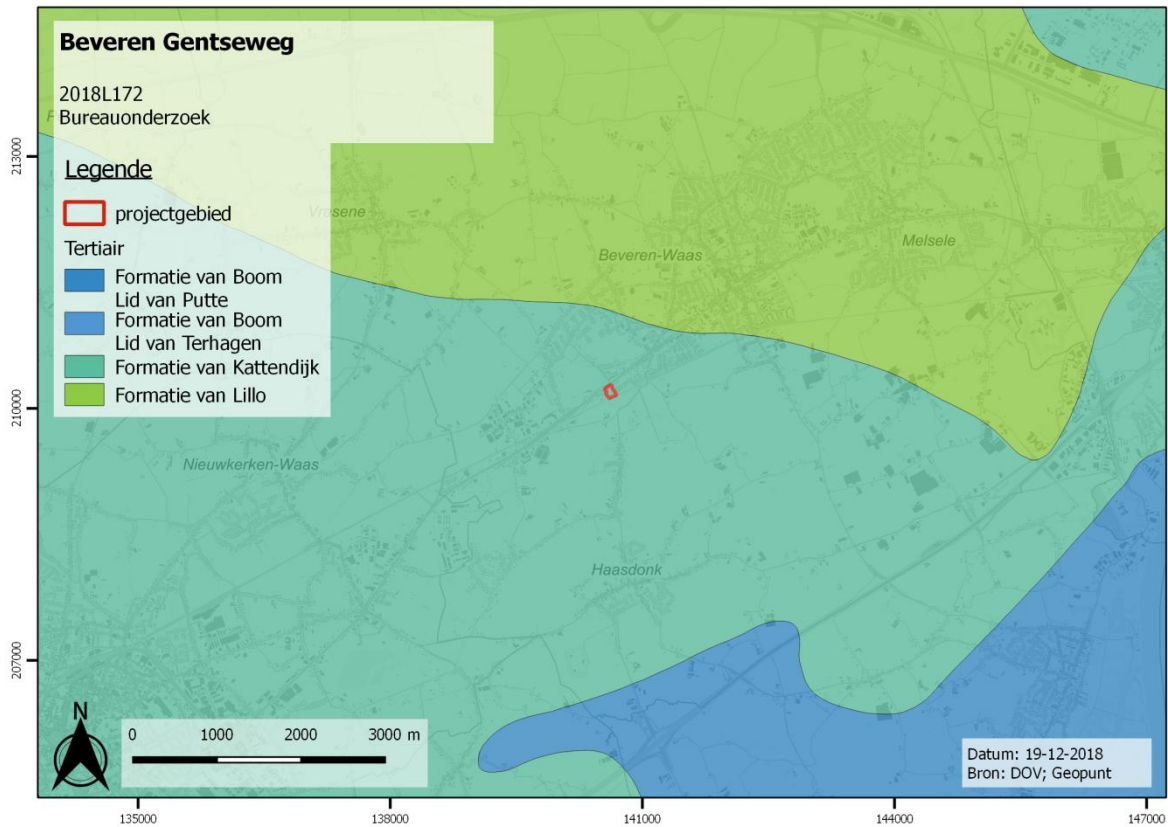 Beveren Gentseweg
2018L172
Bureauonderzoek
Legende
projectgebied
Tertiair
Formatie van Boom
Lid van Putte
Formatie van Boom
Lid van Terhagen
Formatie van Kattendijk
Formatie van Lillo
Vresene
Beveren-Waas
Melsele
Nieuwkerken-Waas
Haasdonk
213000
210000
207000
N
0 1000 2000 3000 m
Datum: 19-12-2018
Bron: DOV; Geopunt
135000 138000 141000 144000 147000